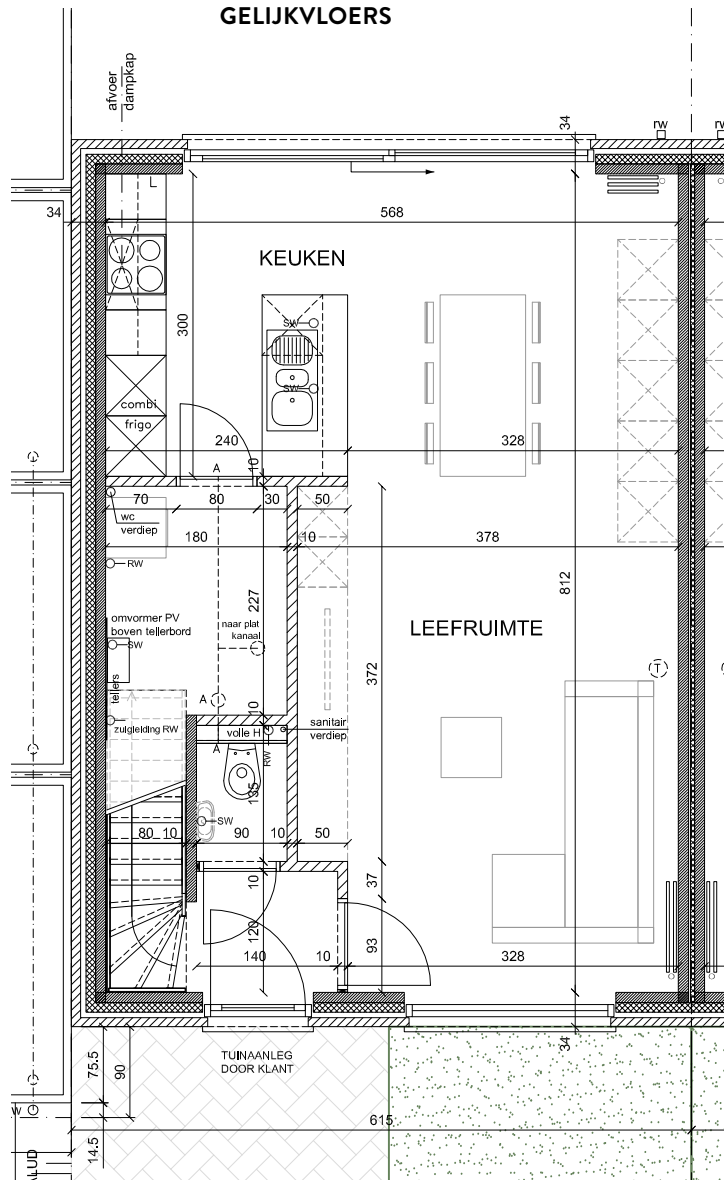 GELIJKVLOERS
afvoer
dampkap
34
rw
rw
L
34
568
KEUKEN
300
SW
SW
combi
frigo
240
10
328
A
70
80
30
50
wc
verdiep
180
10
378
RW
812
227
omvormer PV
boven tellerbord
SW
naar plat
kanaal
LEEFRUIMTE
372
T
tellers
A
10
zuigleiding RW
volle H
sanitair
verdiep
A
RW
135
SW
80
10
90
10
50
10
37
120
93
140
10
328
34
75.5
90
TUINAANLEG
DOOR KLANT
W
615
14.5
ALUD